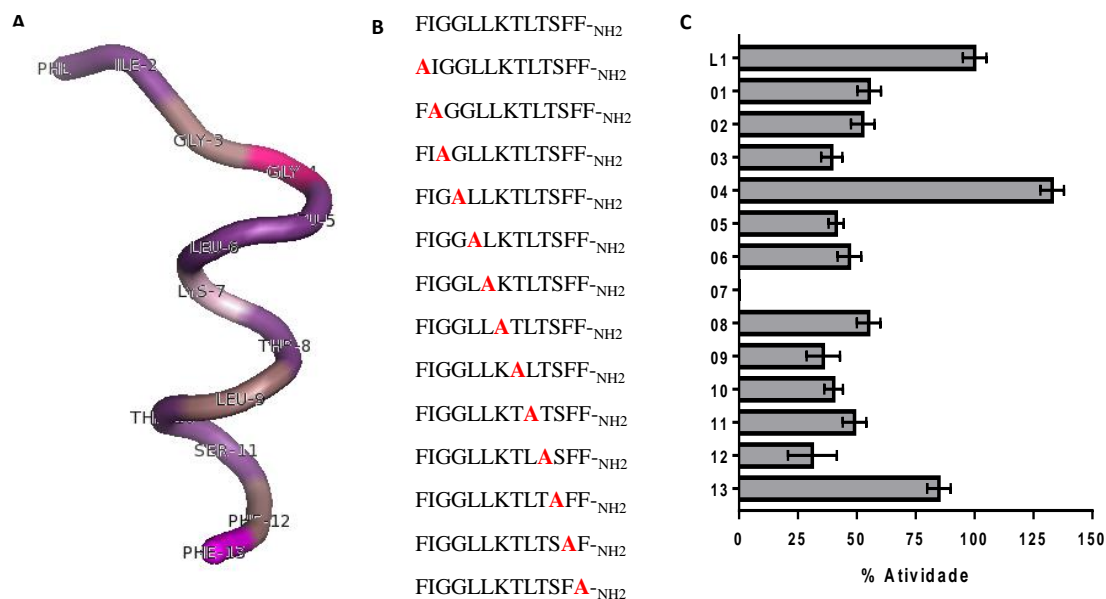 A
ILE-2
GLY-3
LEU-6
LYS-7
THR-8
LEU-9
SER-11
PHE-12
PHE-13
B
FIGGLLKTLTSFF-NH2
AIGGLLKTLTSFF-NH2
FAGGLLKTLTSFF-NH2
FIAGLLKTLTSFF-NH2
FIGALLKTLTSFF-NH2
FIGGALKTLTSFF-NH2
FIGGLAKTLTSFF-NH2
FIGGLLATLTSFF-NH2
FIGGLLKALTSFF-NH2
FIGGLLKTATSFF-NH2
FIGGLLKTLASFF-NH2
FIGGLLKTLTAFF-NH2
FIGGLLKTLTSAF-NH2
FIGGLLKTLTSFA-NH2
C
L1
01
02
03
04
05
06
07
08
09
10
11
12
13
0 25 50 75 100 125 150
% Atividade